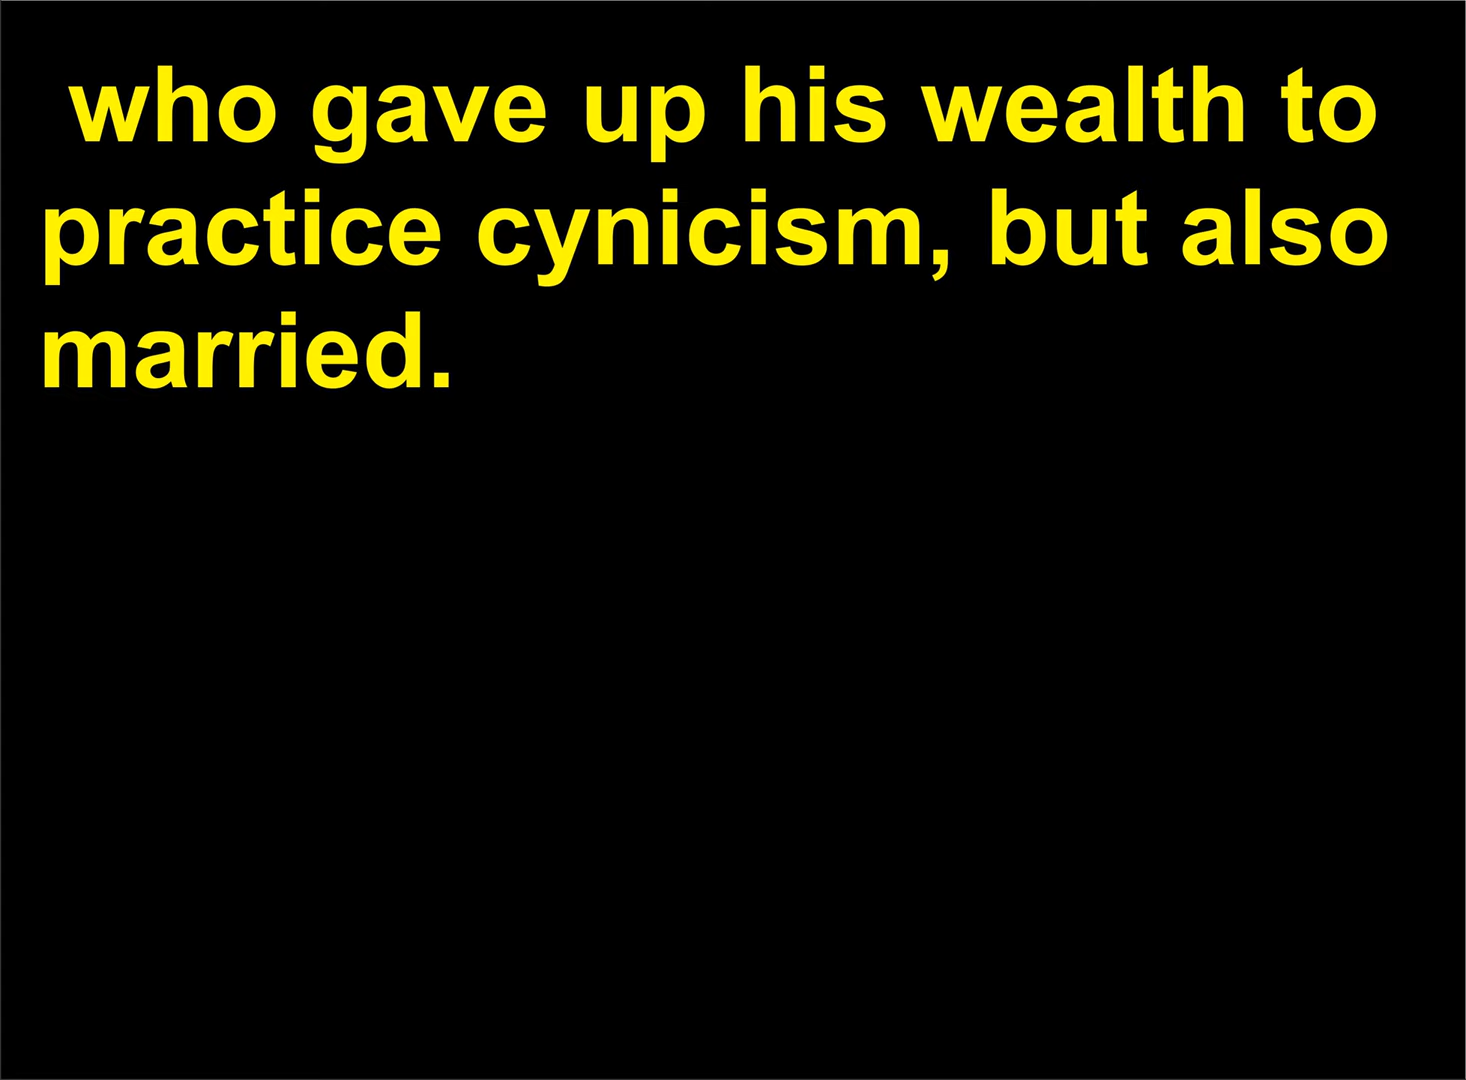 who gave up his wealth to
practice cynicism, but also
married.